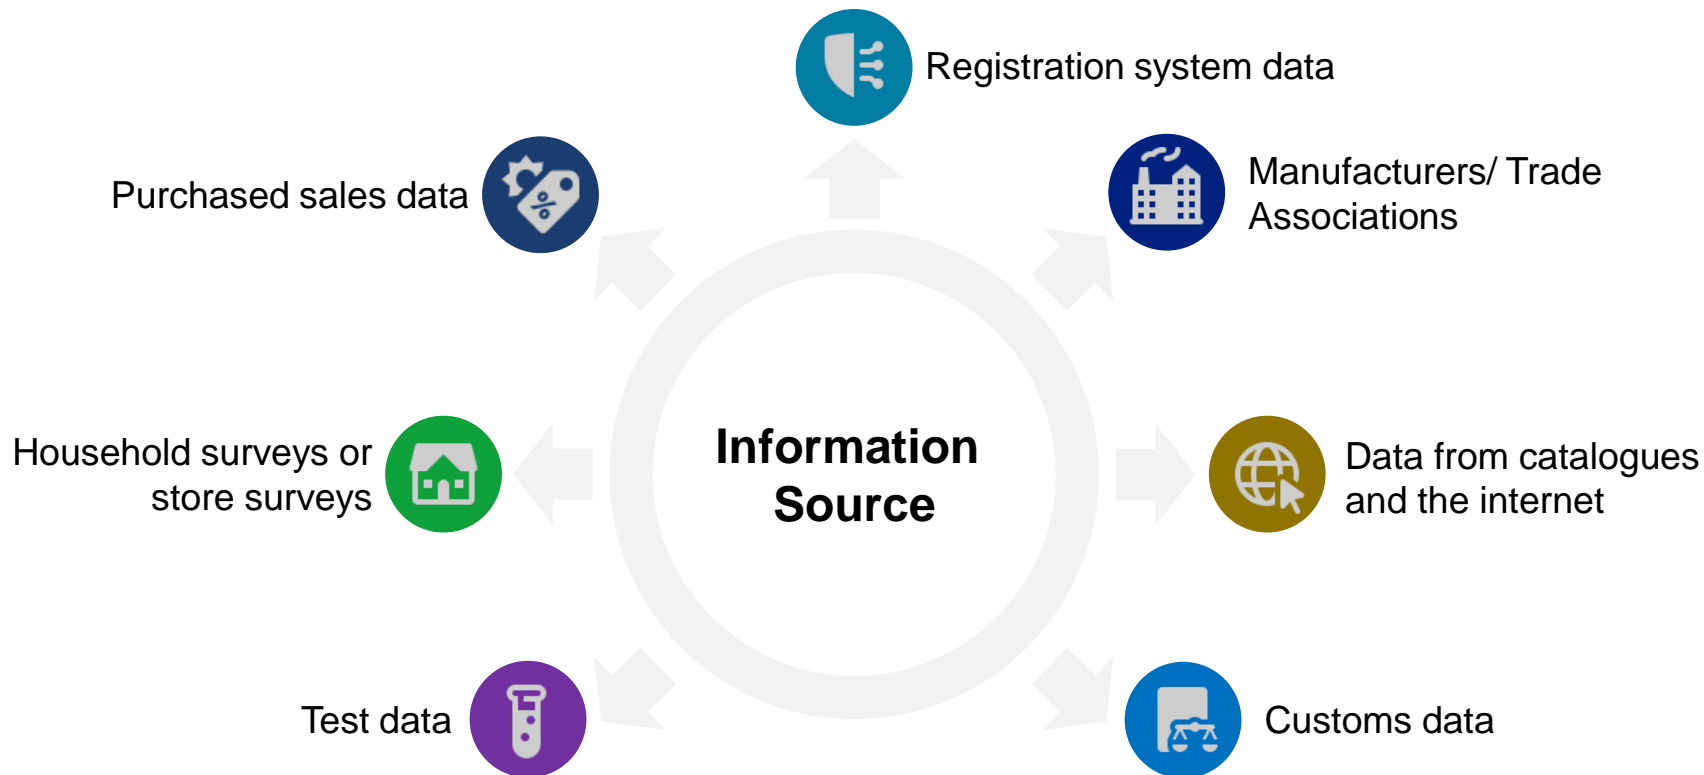 Registration system data
Manufacturers/ Trade
Associations
Purchased sales data
Information
Source
Household surveys or
store surveys
Data from catalogues
and the internet
Test data
Customs data